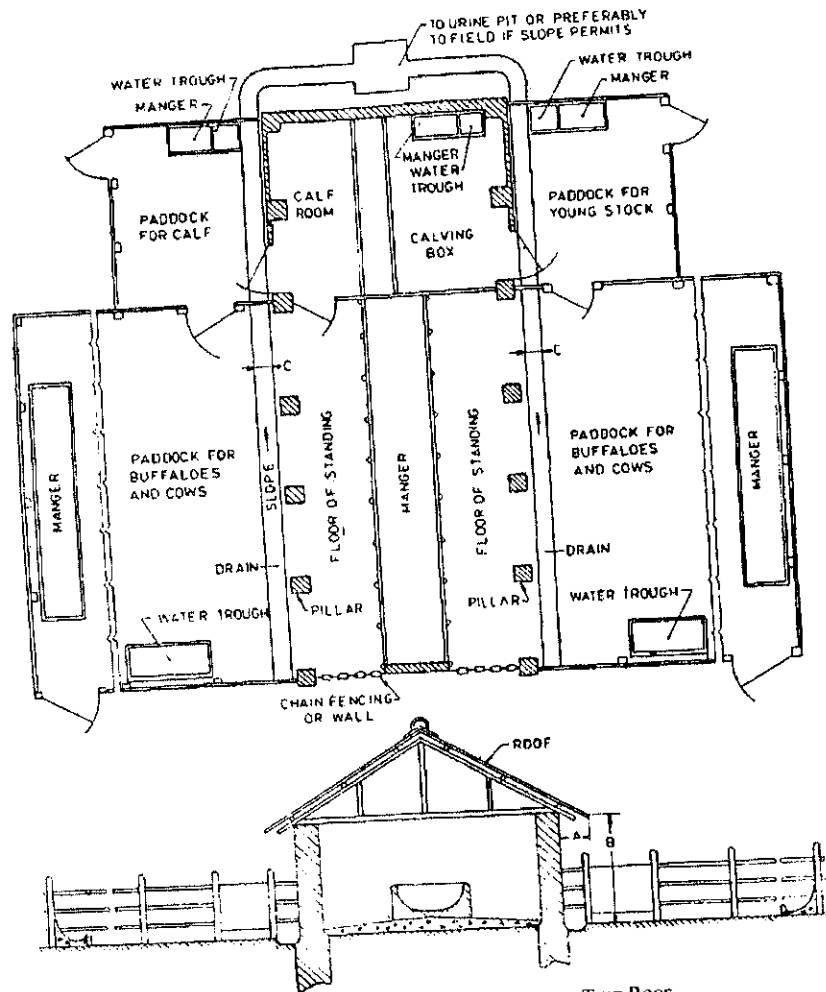 TO URINE PIT OR PREFERABLY
TO FIELD IF SLOPE PERMITS
WATER TROUGH
MANGER
WATER TROUGH
MANGER
MANGER
WATER
TROUGH
CALF
ROOM
PADDOCK
FOR CALF
PADDOCK FOR
YOUNG STOCK
CALVING
BOX
C
C
PADDOCK FOR
BUFFALOES
AND COWS
PADDOCK FOR
BUFFALOES
AND COWS
MANGER
SLOPE
FLOOR OF STANDING
MANGER
FLOOR OF STANDING
MANGER
DRAIN
DRAIN
PILLAR
PILLAR
WATER TROUGH
WATER TROUGH
CHAIN FENCING
OR WALL
ROOF
A
B
Roof